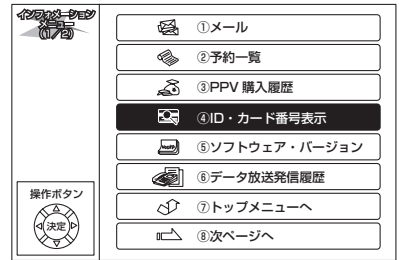 インフォメーション
メニュー
(1/2)
①メール
②予約一覧
③PPV 購入履歴
④ID・カード番号表示
⑤ソフトウェア・バージョン
⑥データ放送発信履歴
⑦トップメニューへ
⑧次ページへ
操作ボタン
決定